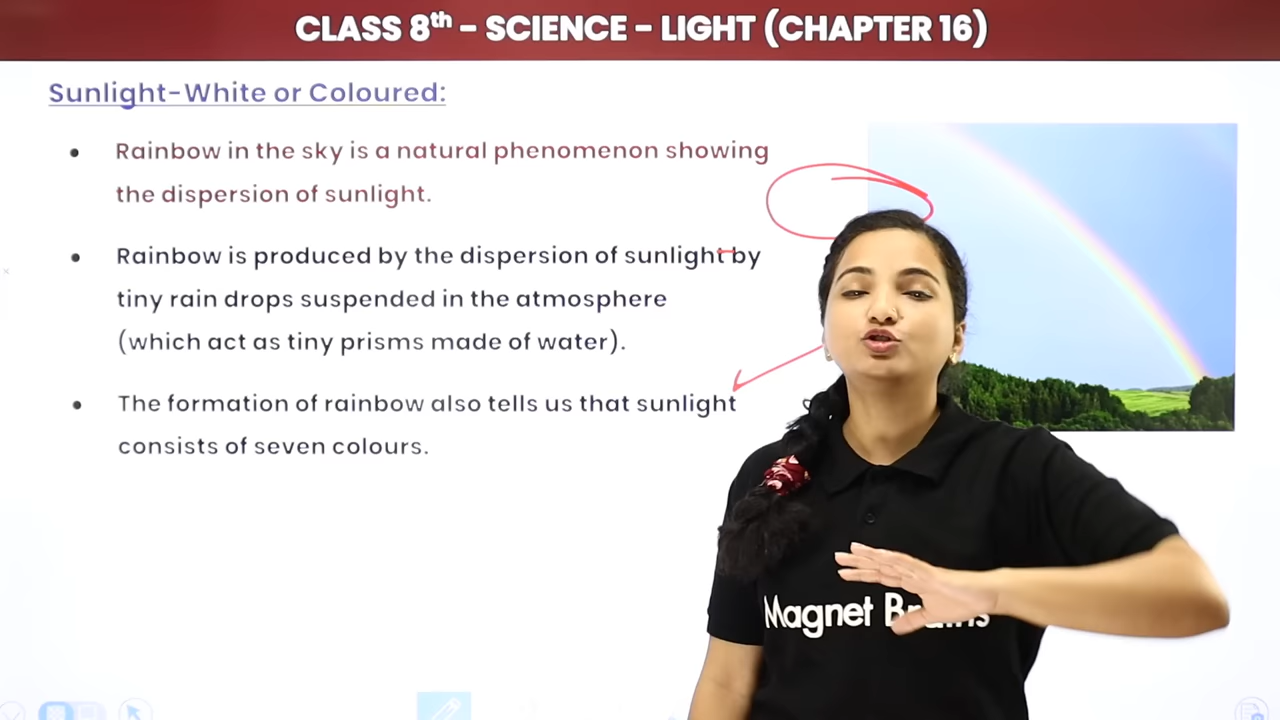 CLASS 8th - SCIENCE - LIGHT (CHAPTER 16)
Sunlight-White or Coloured:
• Rainbow in the sky is a natural phenomenon showing
the dispersion of sunlight.
• Rainbow is produced by the dispersion of sunlight by
tiny rain drops suspended in the atmosphere
(which act as tiny prisms made of water).
• The formation of rainbow also tells us that sunlight
consists of seven colours.
Magnet